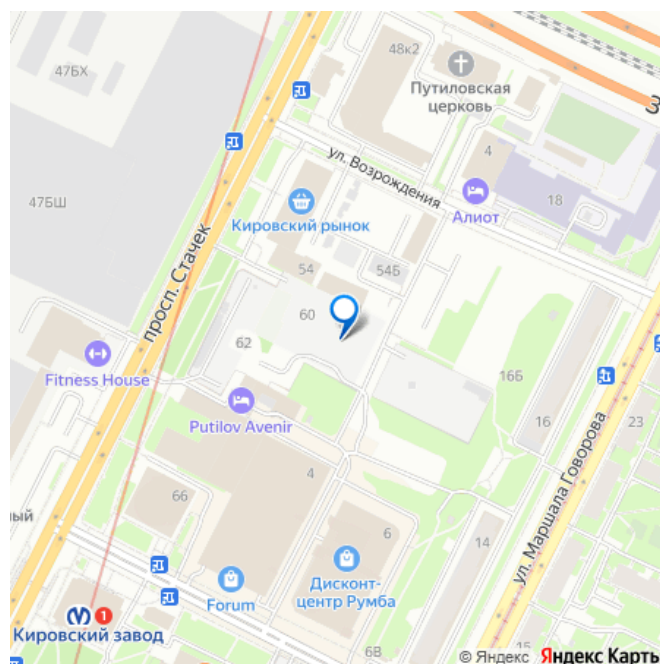 48к2
47БХ
Путиловская
церковь
З
ул. Возрождения
4
18
47БШ
Алиот
Кировский рынок
просп. Стачек
54
54Б
60
62
Fitness House
16Б
Putilov Avenir
16
23
ул. Маршала Говорова
4
66
ный
6
14
Forum
Дисконт-
центр Румба
1
Кировский завод
6В
15
© Яндекс Яндекс Карты